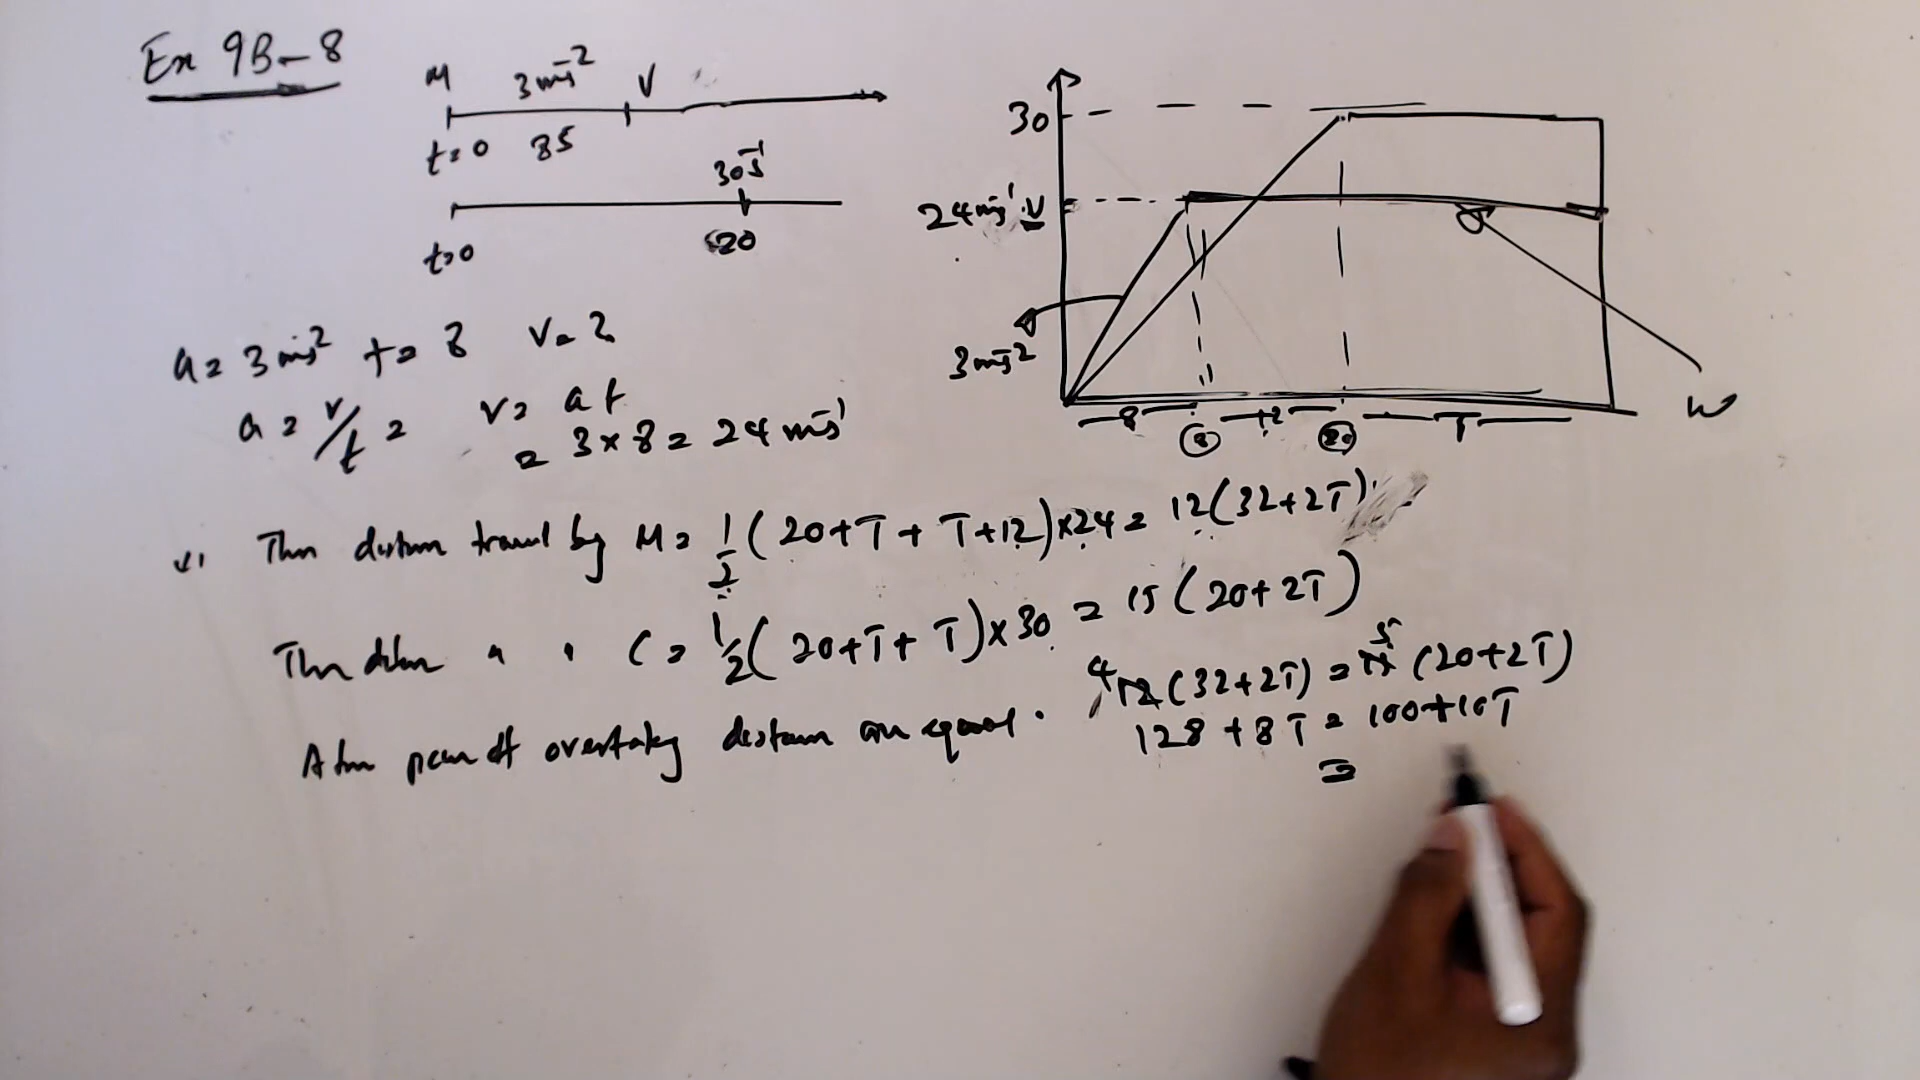 Ex 9B-8
M 3ms⁻² V
t=0 8s
30s⁻¹
t=0 20
30
24ms⁻¹ V
3ms⁻²
8 12 T
8 20
a = 3ms⁻² t = 8 v = ?
a = v/t = v = at
= 3 × 8 = 24 ms⁻¹
The distance travel by M = 1/2 (20+T + T+12)×24 = 12(32+2T)
The distance " " C = 1/2 (20+T+T)×30 = 15 (20+2T)
At the point of overtaking distance are equal.
4 12 (32+2T) = 15 5 (20+2T)
128 + 8T = 100+10T
=